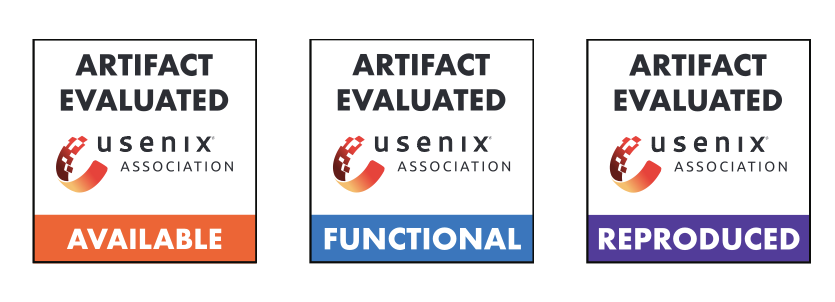 ARTIFACT
EVALUATED
usenix®
ASSOCIATION
AVAILABLE
ARTIFACT
EVALUATED
usenix®
ASSOCIATION
FUNCTIONAL
ARTIFACT
EVALUATED
usenix®
ASSOCIATION
REPRODUCED